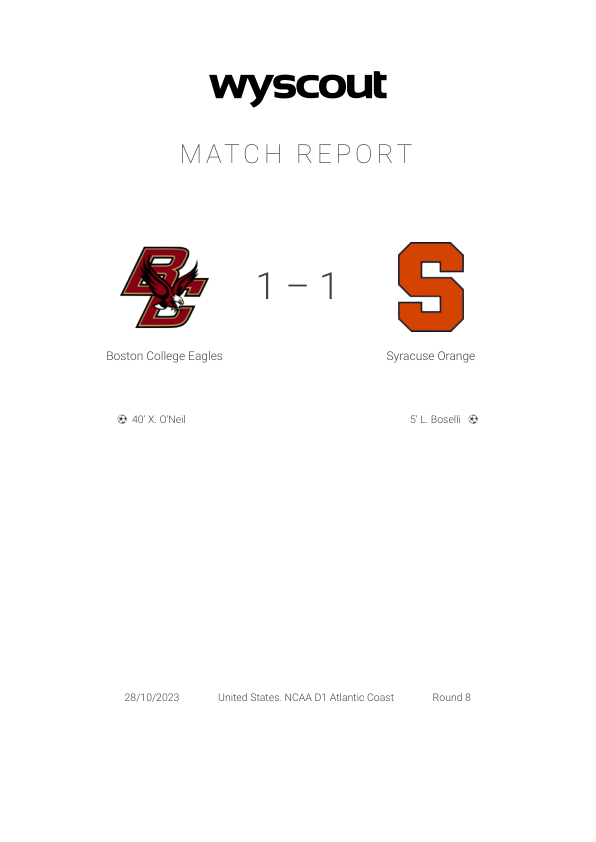 wyscout
MATCH REPORT
1 – 1
Boston College Eagles Syracuse Orange
40' X. O'Neil 5' L. Boselli
28/10/2023 United States. NCAA D1 Atlantic Coast Round 8